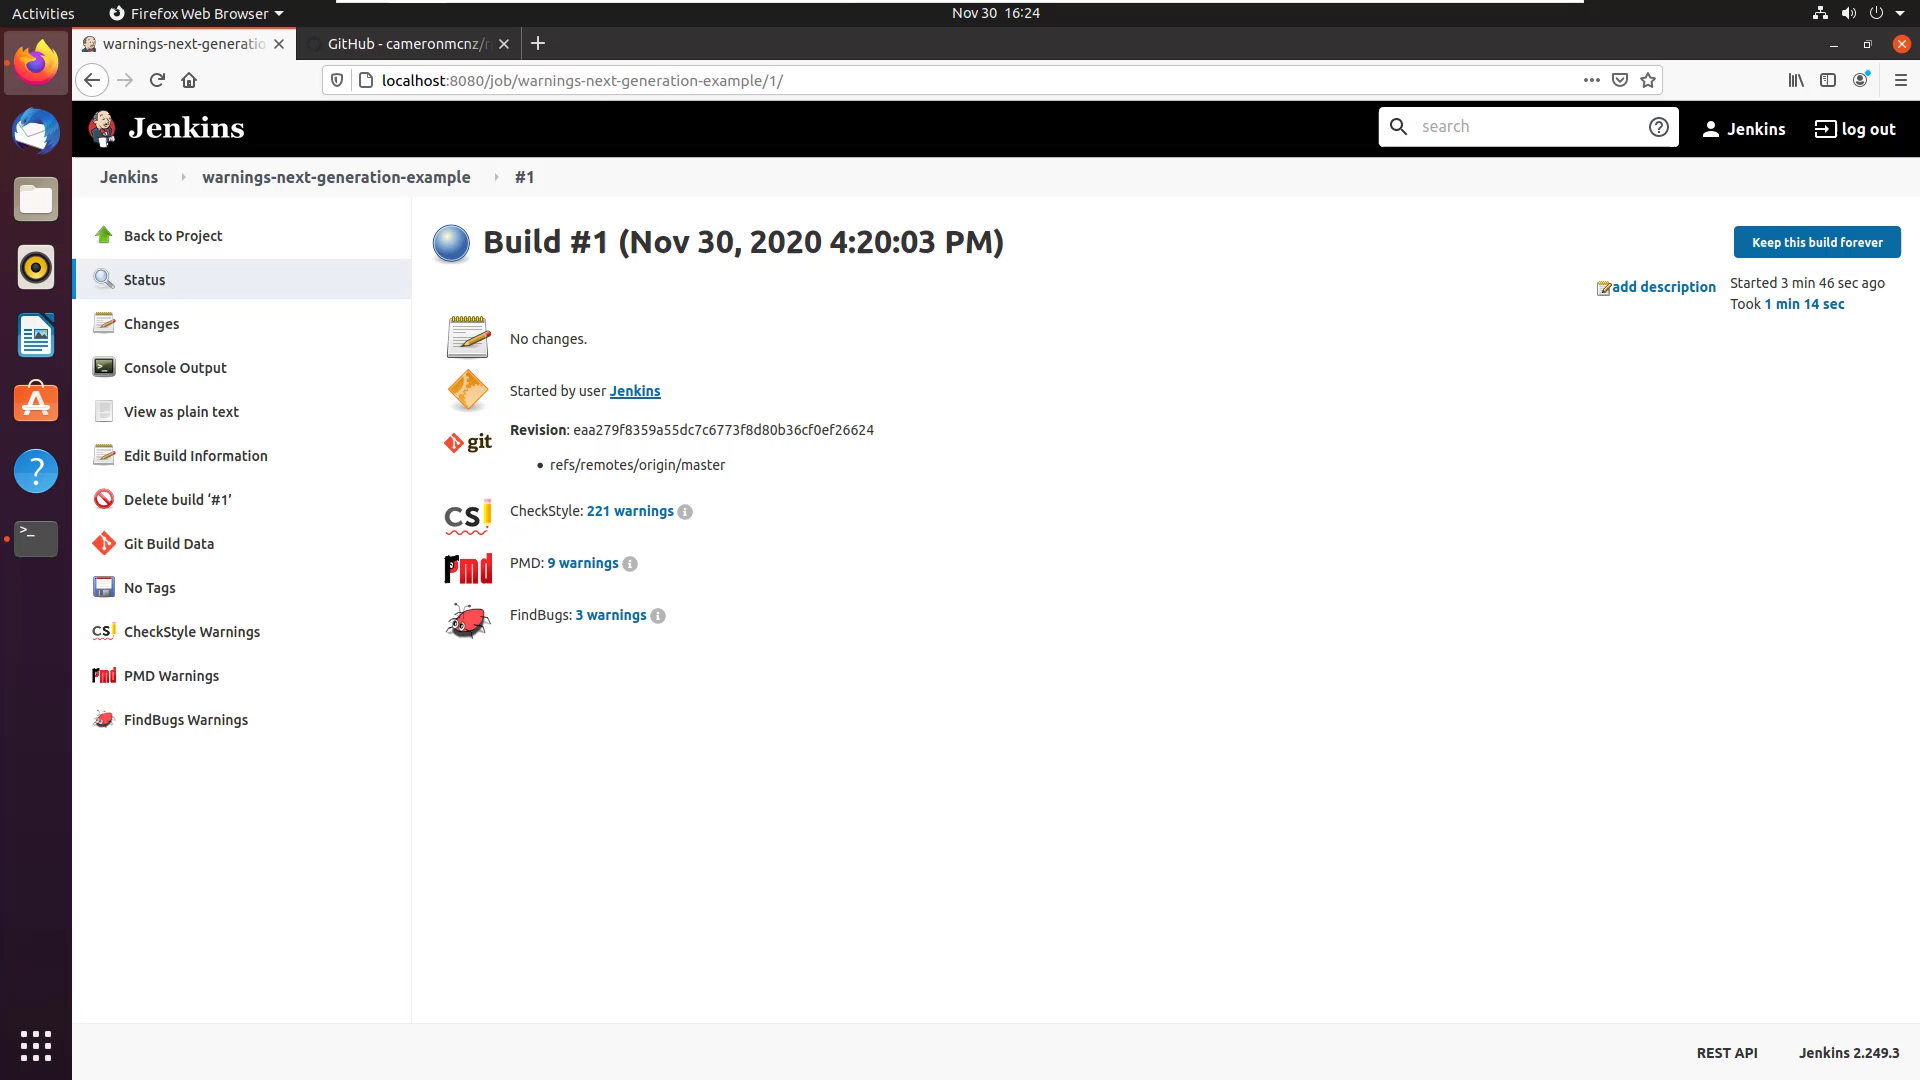 Activities
Firefox Web Browser
Nov 30 16:24
warnings-next-generatio
GitHub - cameronmcnz/r
localhost:8080/job/warnings-next-generation-example/1/
Jenkins
search
Jenkins
log out
Jenkins
warnings-next-generation-example
#1
Back to Project
Status
Changes
Console Output
View as plain text
Edit Build Information
Delete build ‘#1’
Git Build Data
No Tags
CS!
CheckStyle Warnings
pmd
PMD Warnings
FindBugs Warnings
Build #1 (Nov 30, 2020 4:20:03 PM)
Keep this build forever
add description
Started 3 min 46 sec ago
Took 1 min 14 sec
No changes.
Started by user Jenkins
git
Revision: eaa279f8359a55dc7c6773f8d80b36cf0ef26624
refs/remotes/origin/master
CS!
CheckStyle: 221 warnings
pmd
PMD: 9 warnings
FindBugs: 3 warnings
REST API
Jenkins 2.249.3